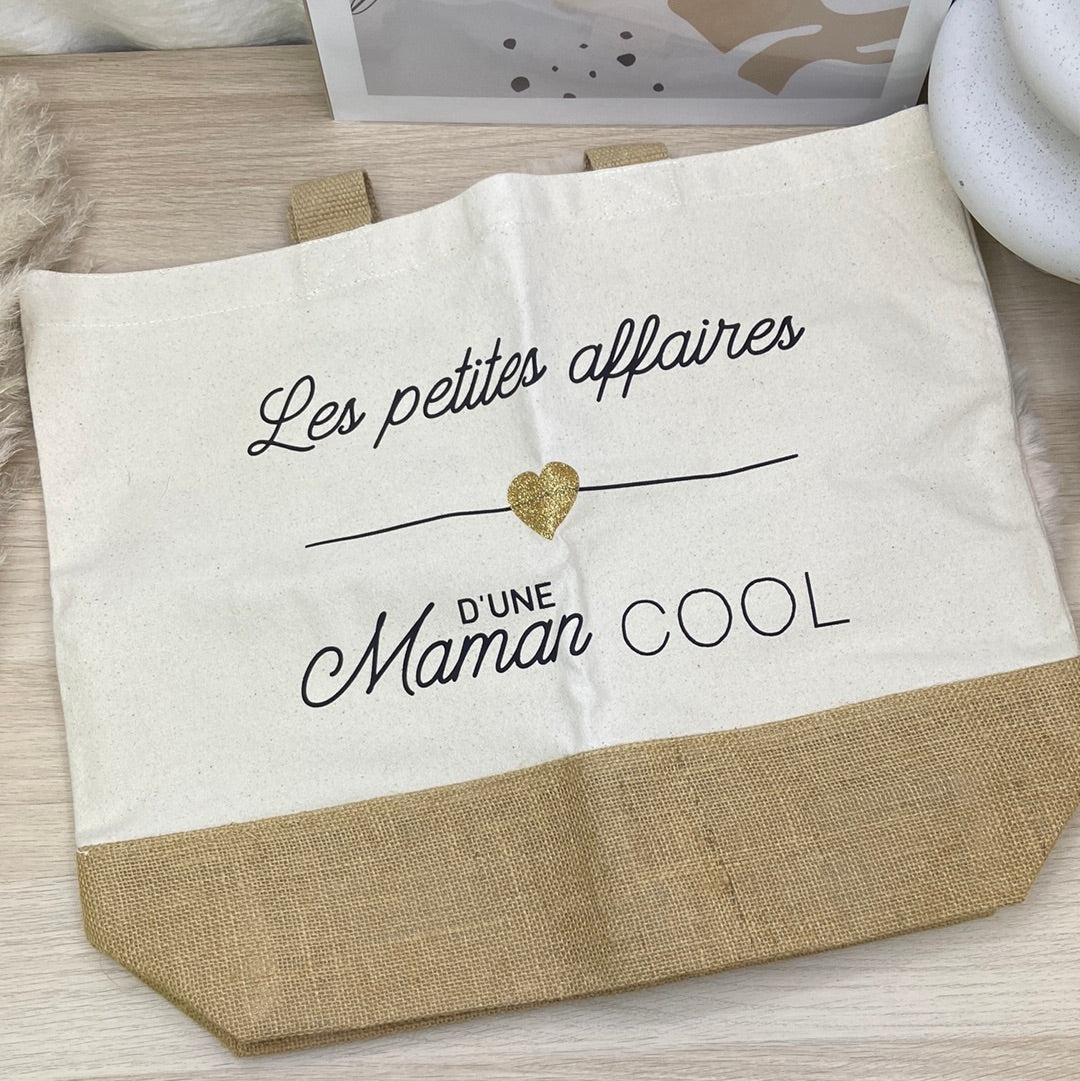 Les petites affaires
D'UNE
Maman COOL